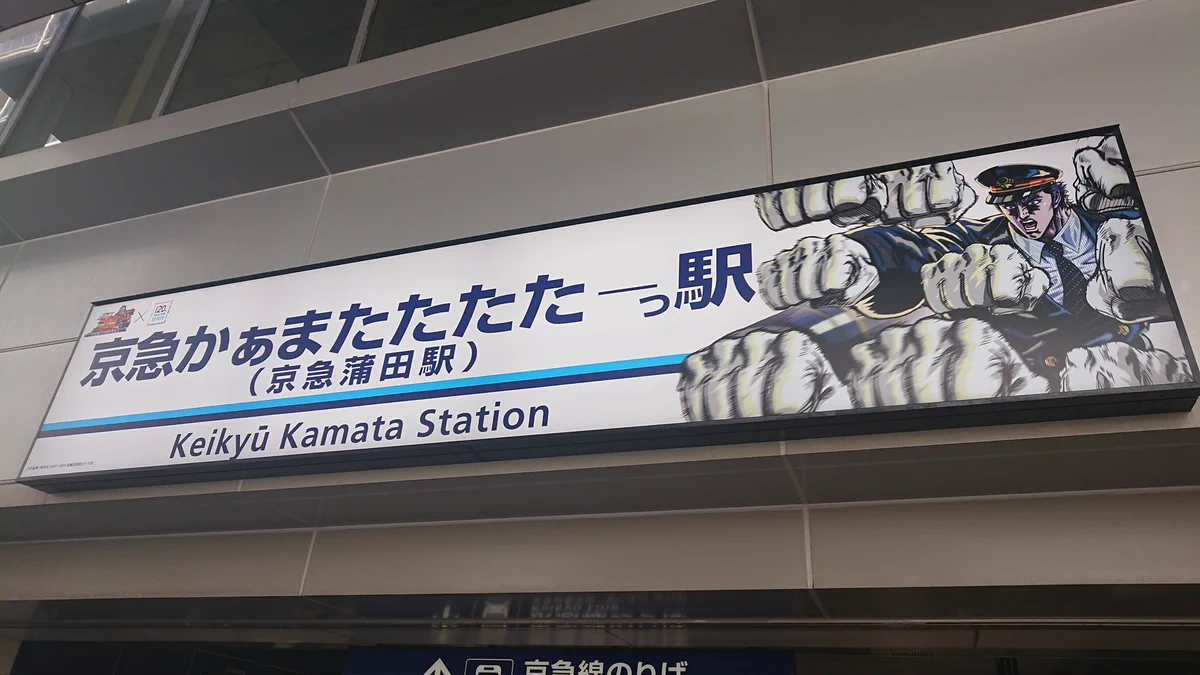 京急かぁまたたたたーっ駅
（京急蒲田駅）
Keikyū Kamata Station
京急線のりば